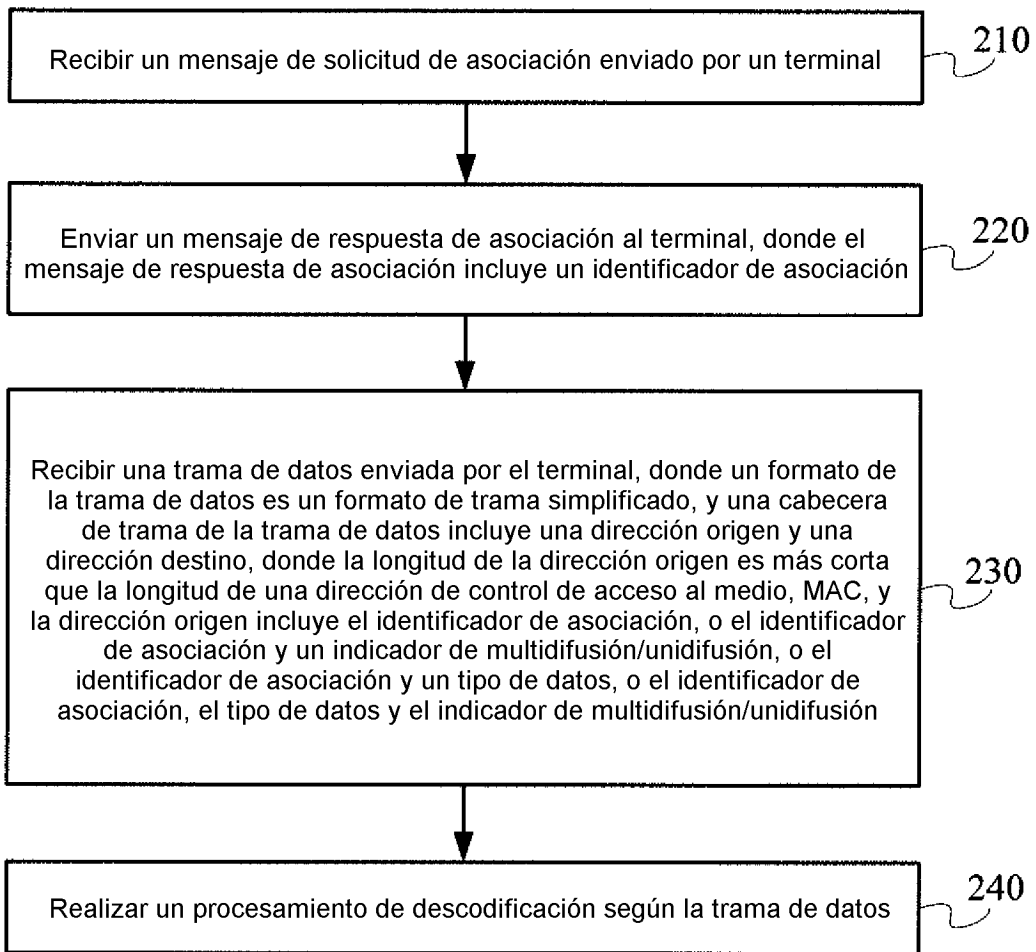 Recibir un mensaje de solicitud de asociación enviado por un terminal
210
Enviar un mensaje de respuesta de asociación al terminal, donde el
mensaje de respuesta de asociación incluye un identificador de asociación
220
Recibir una trama de datos enviada por el terminal, donde un formato de
la trama de datos es un formato de trama simplificado, y una cabecera
de trama de la trama de datos incluye una dirección origen y una
dirección destino, donde la longitud de la dirección origen es más corta
que la longitud de una dirección de control de acceso al medio, MAC, y
la dirección origen incluye el identificador de asociación, o el identificador
de asociación y un indicador de multidifusión/unidifusión, o el
identificador de asociación y un tipo de datos, o el identificador de
asociación, el tipo de datos y el indicador de multidifusión/unidifusión
230
Realizar un procesamiento de descodificación según la trama de datos
240